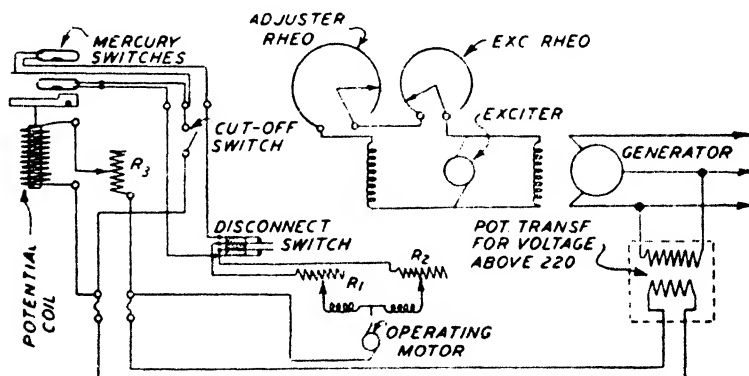 ADJUSTER
RHEO
EXC RHEO
MERCURY
SWITCHES
EXCITER
CUT-OFF
SWITCH
GENERATOR
R3
DISCONNECT
SWITCH
POT. TRANSF
FOR VOLTAGE
ABOVE 220
R1
R2
POTENTIAL
COIL
OPERATING
MOTOR